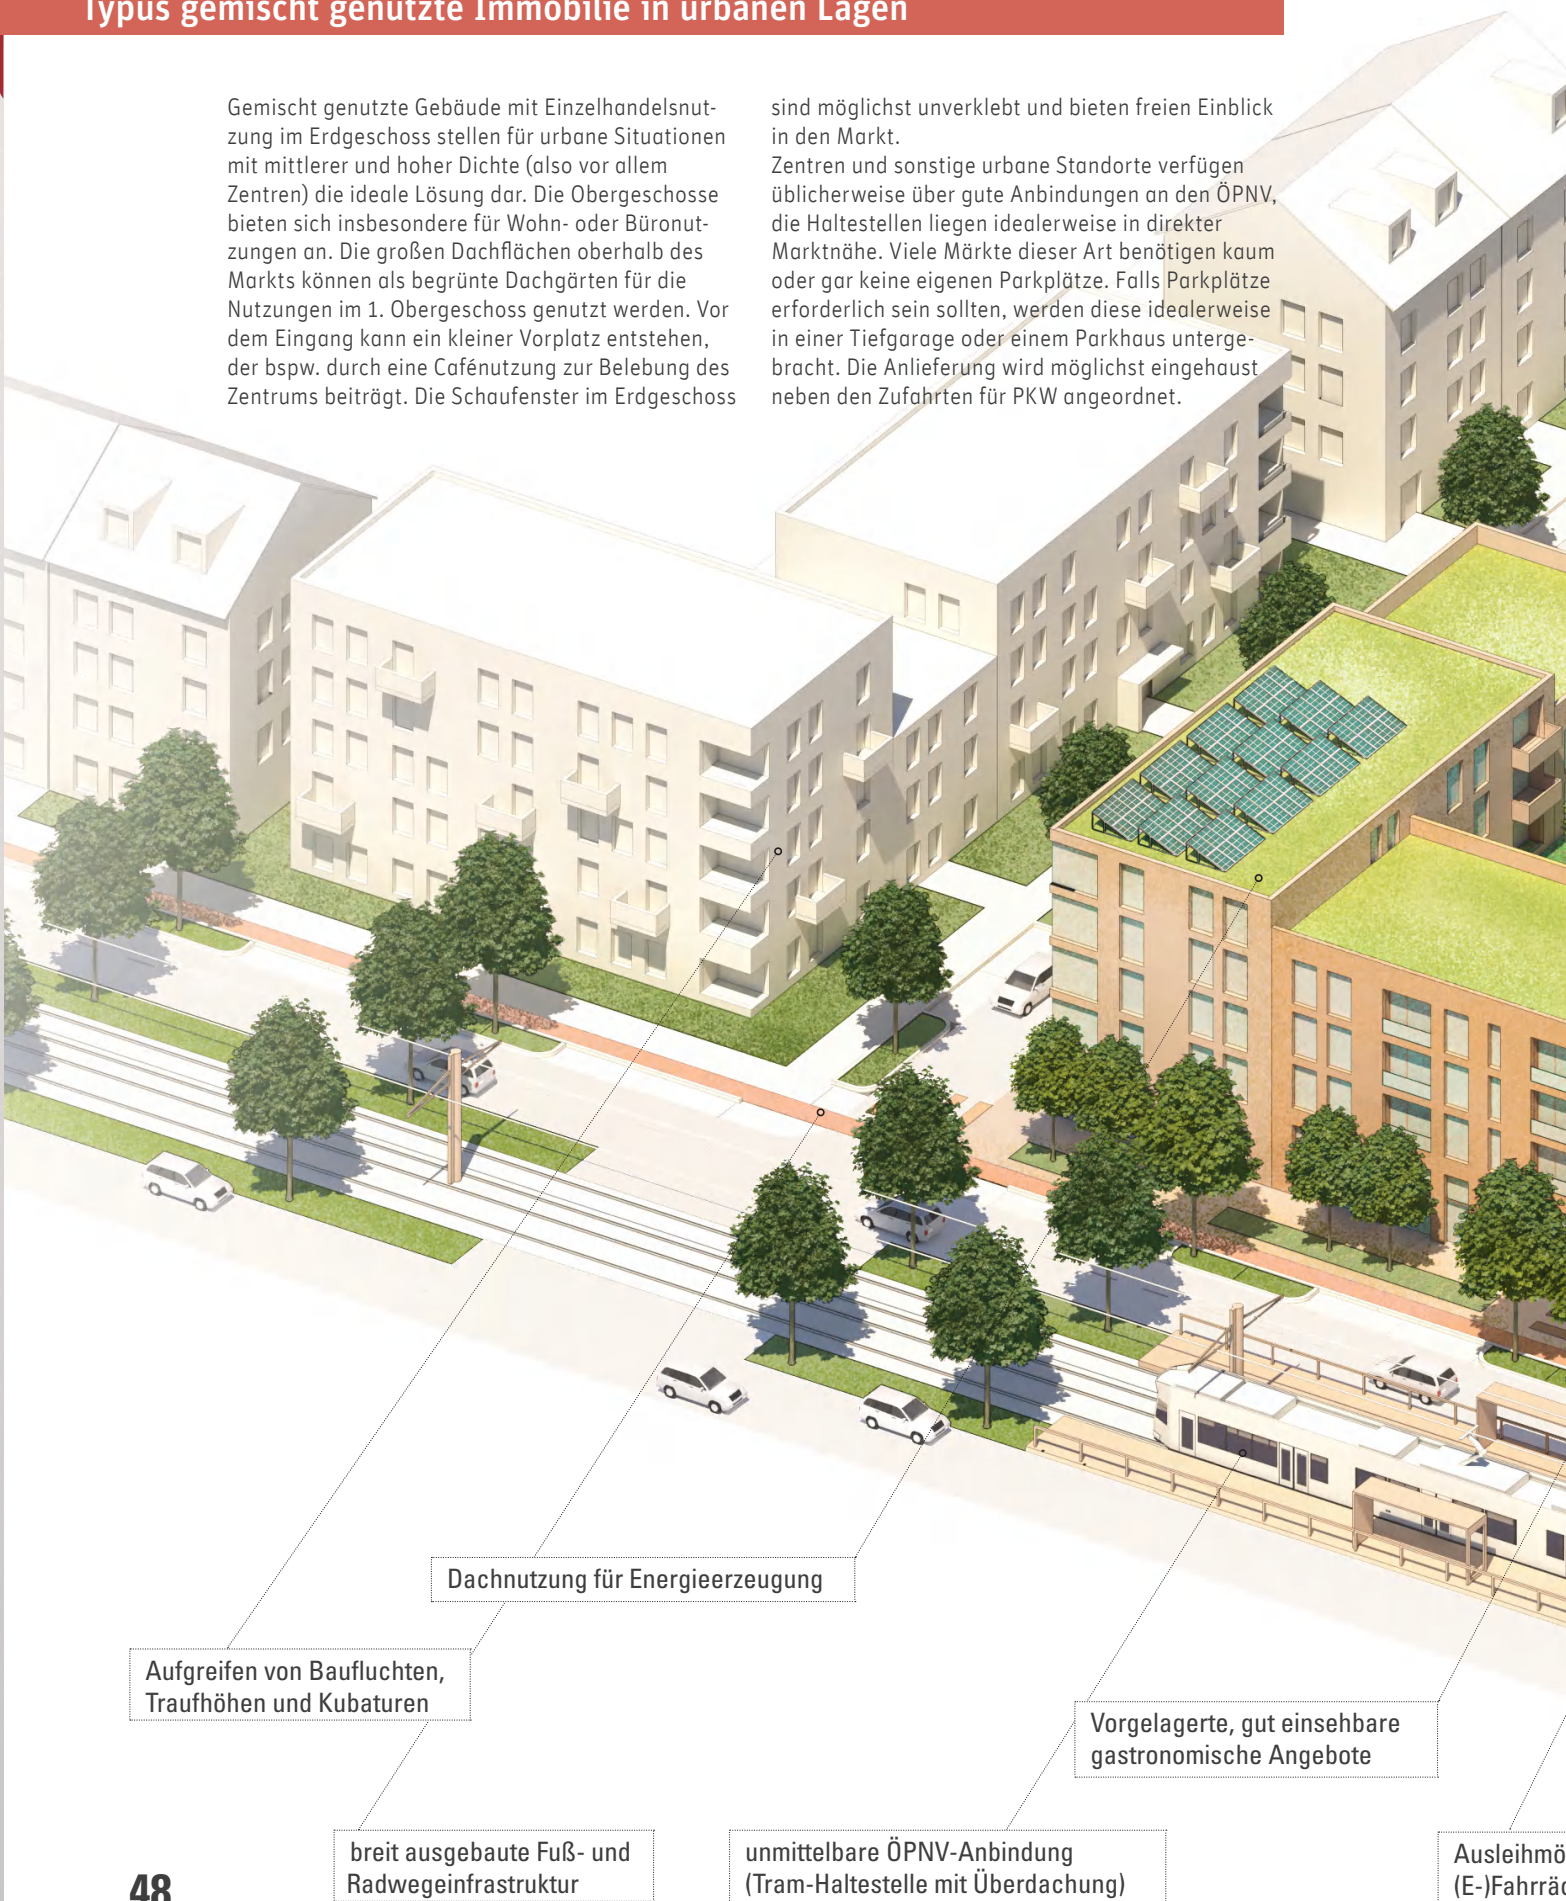 Typus gemischt genutzte Immobilie in urbanen Lagen
Gemischt genutzte Gebäude mit Einzelhandelsnut-
zung im Erdgeschoss stellen für urbane Situationen
mit mittlerer und hoher Dichte (also vor allem
Zentren) die ideale Lösung dar. Die Obergeschosse
bieten sich insbesondere für Wohn- oder Büronut-
zungen an. Die großen Dachflächen oberhalb des
Markts können als begrünte Dachgärten für die
Nutzungen im 1. Obergeschoss genutzt werden. Vor
dem Eingang kann ein kleiner Vorplatz entstehen,
der bspw. durch eine Cafénutzung zur Belebung des
Zentrums beiträgt. Die Schaufenster im Erdgeschoss
sind möglichst unverklebt und bieten freien Einblick
in den Markt.
Zentren und sonstige urbane Standorte verfügen
üblicherweise über gute Anbindungen an den ÖPNV,
die Haltestellen liegen idealerweise in direkter
Marktnähe. Viele Märkte dieser Art benötigen kaum
oder gar keine eigenen Parkplätze. Falls Parkplätze
erforderlich sein sollten, werden diese idealerweise
in einer Tiefgarage oder einem Parkhaus unterge-
bracht. Die Anlieferung wird möglichst eingehaust
neben den Zufahrten für PKW angeordnet.
Dachnutzung für Energieerzeugung
Aufgreifen von Baufluchten,
Traufhöhen und Kubaturen
Vorgelagerte, gut einsehbare
gastronomische Angebote
breit ausgebaute Fuß- und
Radwegeinfrastruktur
unmittelbare ÖPNV-Anbindung
(Tram-Haltestelle mit Überdachung)
Ausleihmö
(E-)Fahrräd
48